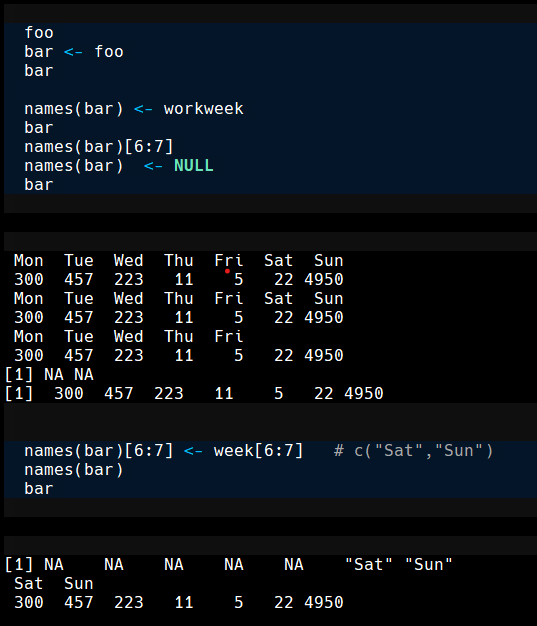 foo
bar <- foo
bar
names(bar) <- workweek
bar
names(bar)[6:7]
names(bar)  <- NULL
bar
 Mon  Tue  Wed  Thu  Fri  Sat  Sun
 300  457  223   11    5   22 4950
 Mon  Tue  Wed  Thu  Fri  Sat  Sun
 300  457  223   11    5   22 4950
 Mon  Tue  Wed  Thu  Fri
 300  457  223   11    5   22 4950
[1] NA NA
[1]  300  457  223   11    5   22 4950
names(bar)[6:7] <- week[6:7]   # c("Sat","Sun")
names(bar)
bar
[1] NA    NA    NA    NA    NA    "Sat" "Sun"
 Sat  Sun
 300  457  223   11    5   22 4950